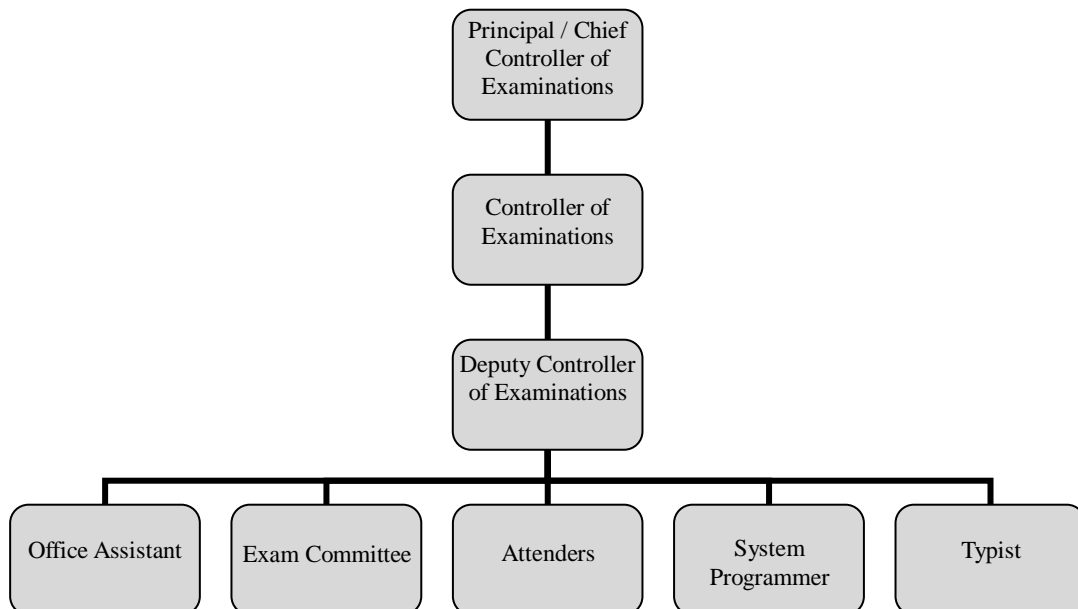 Principal / Chief
Controller of
Examinations
Controller of
Examinations
Deputy Controller
of Examinations
Office Assistant
Exam Committee
Attenders
System
Programmer
Typist